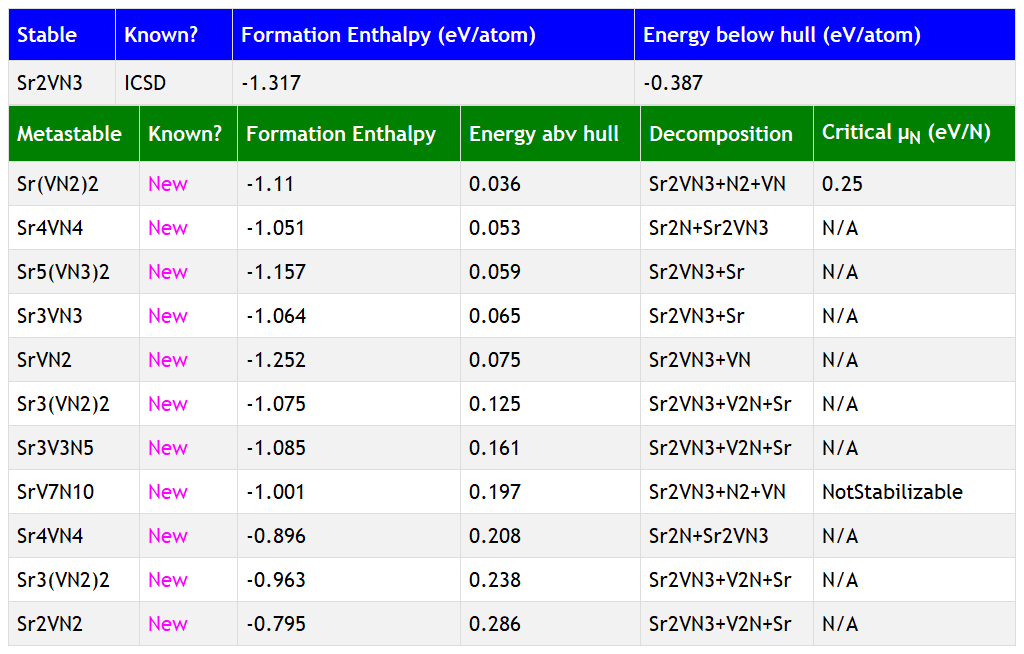 Stable Known? Formation Enthalpy (eV/atom) Energy below hull (eV/atom)
Sr2VN3 ICSD -1.317 -0.387
Metastable Known? Formation Enthalpy Energy abv hull Decomposition Critical μN (eV/N)
Sr(VN2)2 New -1.11 0.036 Sr2VN3+N2+VN 0.25
Sr4VN4 New -1.051 0.053 Sr2N+Sr2VN3 N/A
Sr5(VN3)2 New -1.157 0.059 Sr2VN3+Sr N/A
Sr3VN3 New -1.064 0.065 Sr2VN3+Sr N/A
SrVN2 New -1.252 0.075 Sr2VN3+VN N/A
Sr3(VN2)2 New -1.075 0.125 Sr2VN3+V2N+Sr N/A
Sr3V3N5 New -1.085 0.161 Sr2VN3+V2N+Sr N/A
SrV7N10 New -1.001 0.197 Sr2VN3+N2+VN NotStabilizable
Sr4VN4 New -0.896 0.208 Sr2N+Sr2VN3 N/A
Sr3(VN2)2 New -0.963 0.238 Sr2VN3+V2N+Sr N/A
Sr2VN2 New -0.795 0.286 Sr2VN3+V2N+Sr N/A